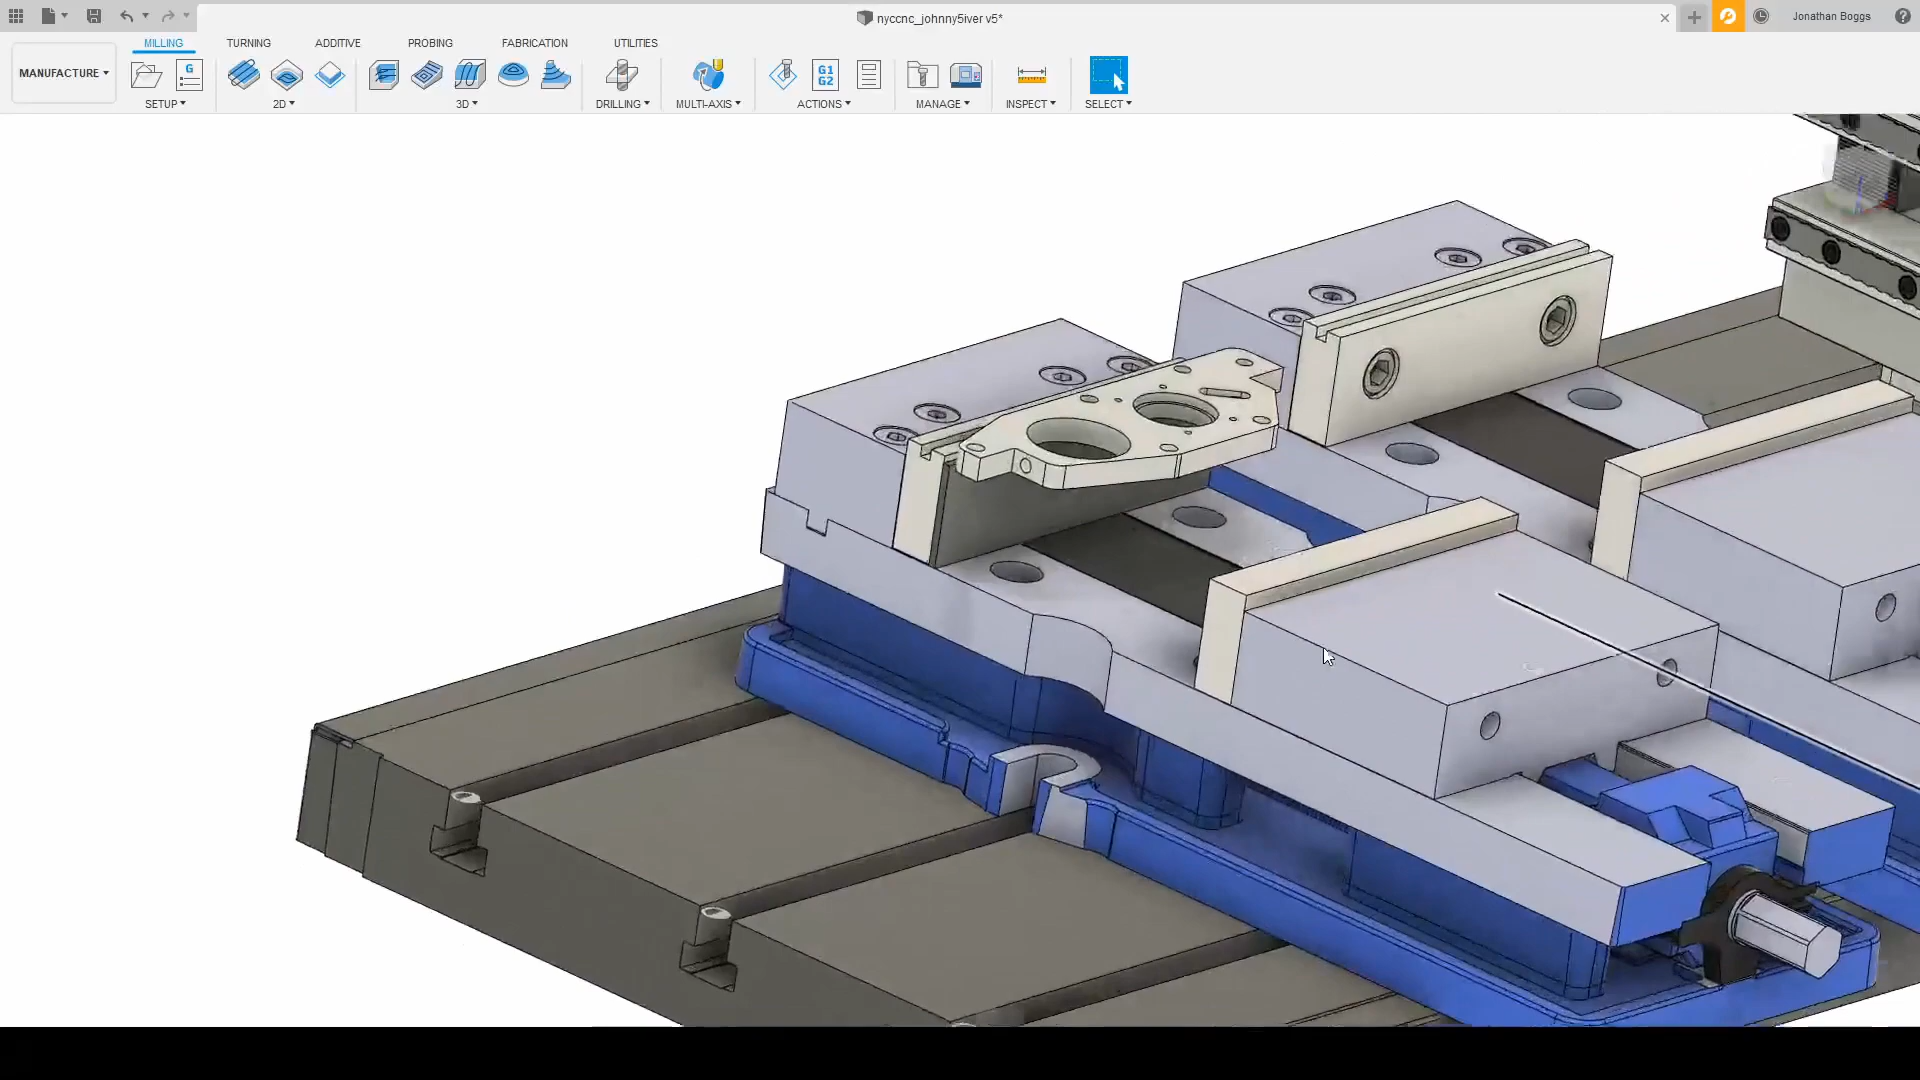 nyccnc_johnny5iver v5*
Jonathan Boggs
MILLING
TURNING
ADDITIVE
PROBING
FABRICATION
UTILITIES
MANUFACTURE
G
G1
G2
SETUP
2D
3D
DRILLING
MULTI-AXIS
ACTIONS
MANAGE
INSPECT
SELECT